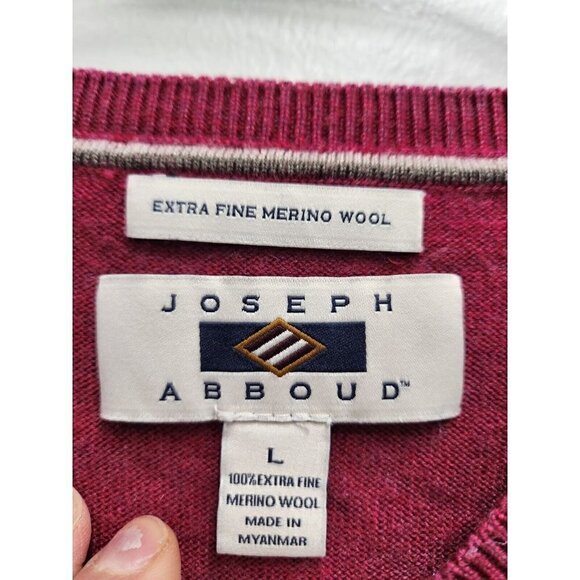 EXTRA FINE MERINO WOOL
JOSEPH
ABBOUD™
L
100% EXTRA FINE
MERINO WOOL
MADE IN
MYANMAR